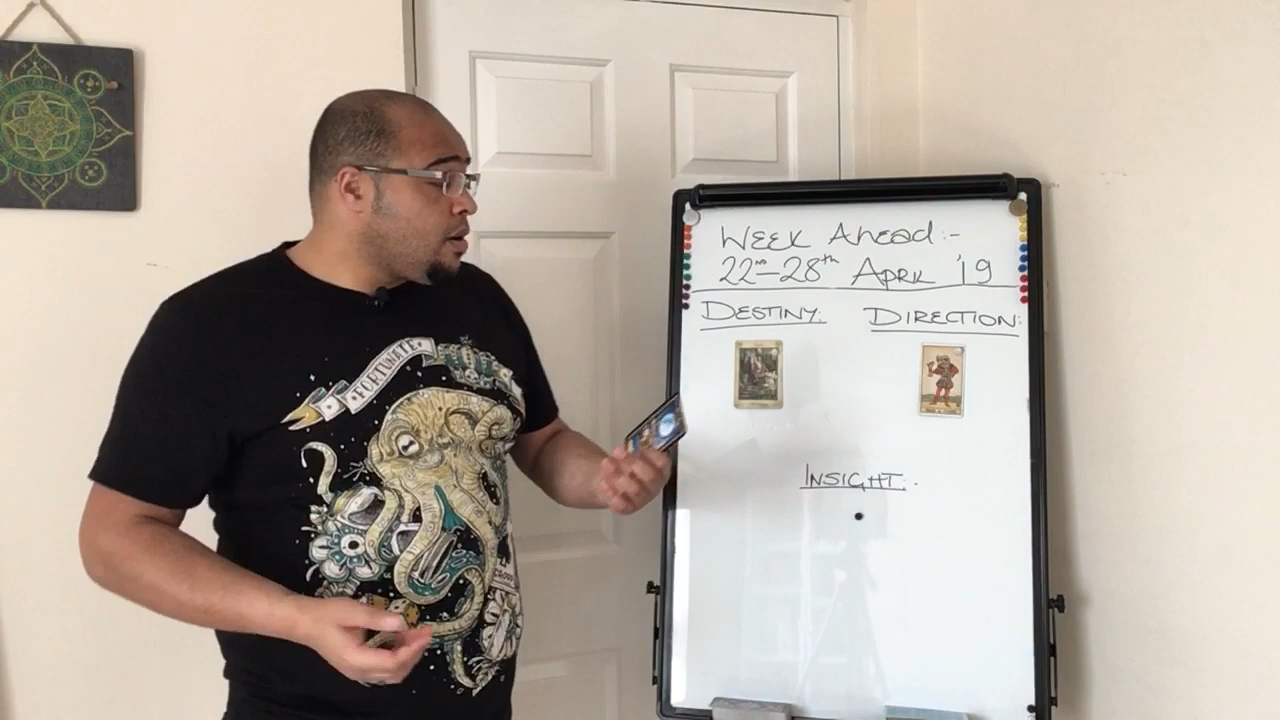 WEEK AHEAD:-
22ND-28th APRIL '19
DESTINY:
DIRECTION:
INSIGHT:
FORTUNATE